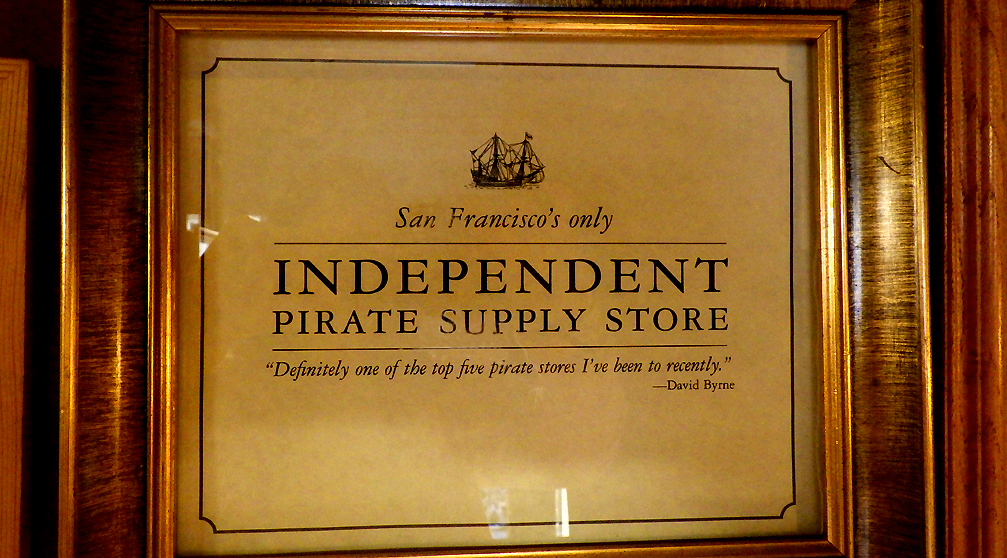 San Francisco's only
INDEPENDENT
PIRATE SUPPLY STORE
“Definitely one of the top five pirate stores I've been to recently.”
—David Byrne